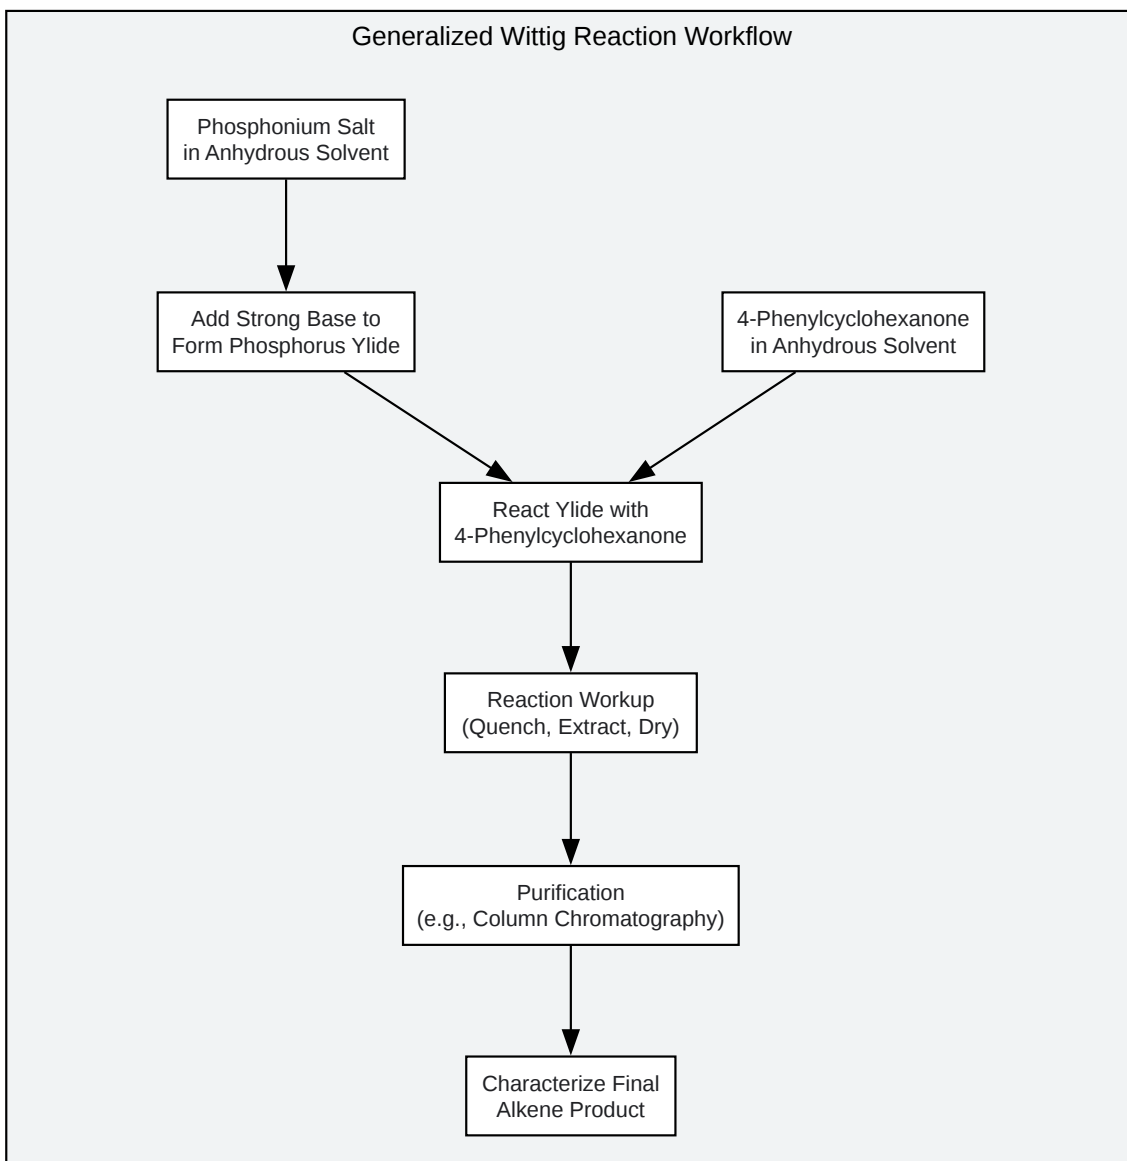 Generalized Wittig Reaction Workflow
Phosphonium Salt
in Anhydrous Solvent
Add Strong Base to
Form Phosphorus Ylide
4-Phenylcyclohexanone
in Anhydrous Solvent
React Ylide with
4-Phenylcyclohexanone
Reaction Workup
(Quench, Extract, Dry)
Purification
(e.g., Column Chromatography)
Characterize Final
Alkene Product